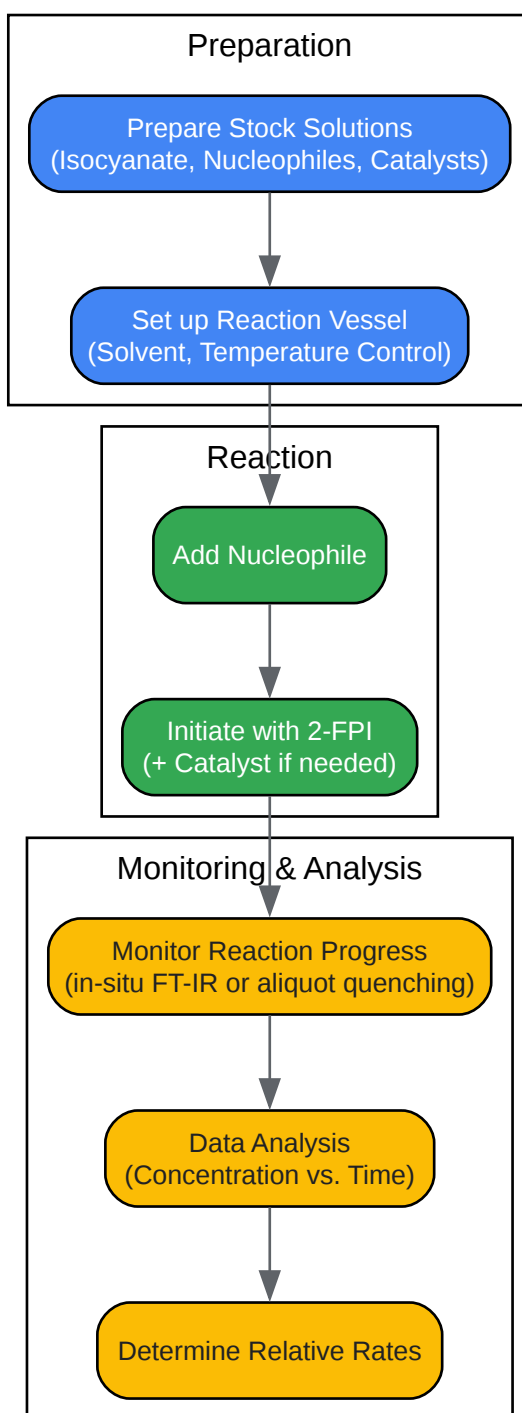 Preparation
Prepare Stock Solutions
(Isocyanate, Nucleophiles, Catalysts)
Set up Reaction Vessel
(Solvent, Temperature Control)
Reaction
Add Nucleophile
Initiate with 2-FPI
(+ Catalyst if needed)
Monitoring & Analysis
Monitor Reaction Progress
(in-situ FT-IR or aliquot quenching)
Data Analysis
(Concentration vs. Time)
Determine Relative Rates